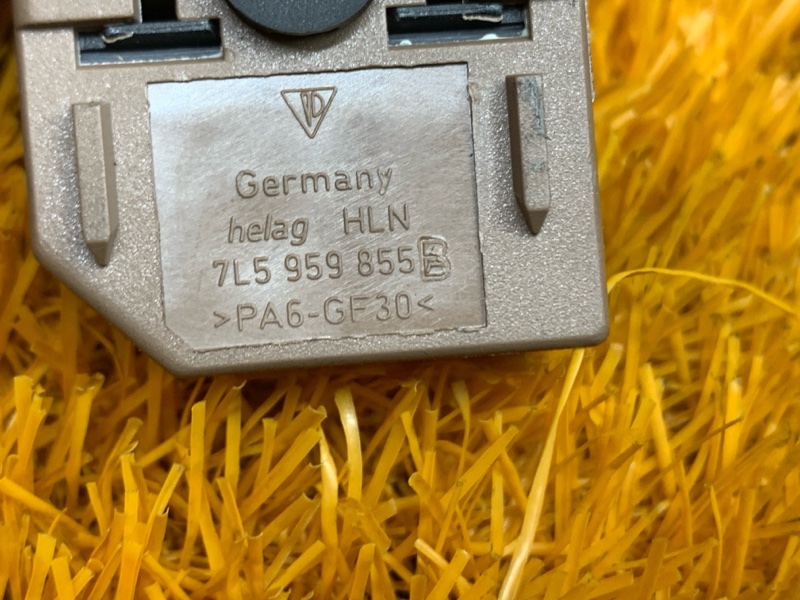 Germany
helag HLN
7L5 959 855 B
>PA6-GF30<